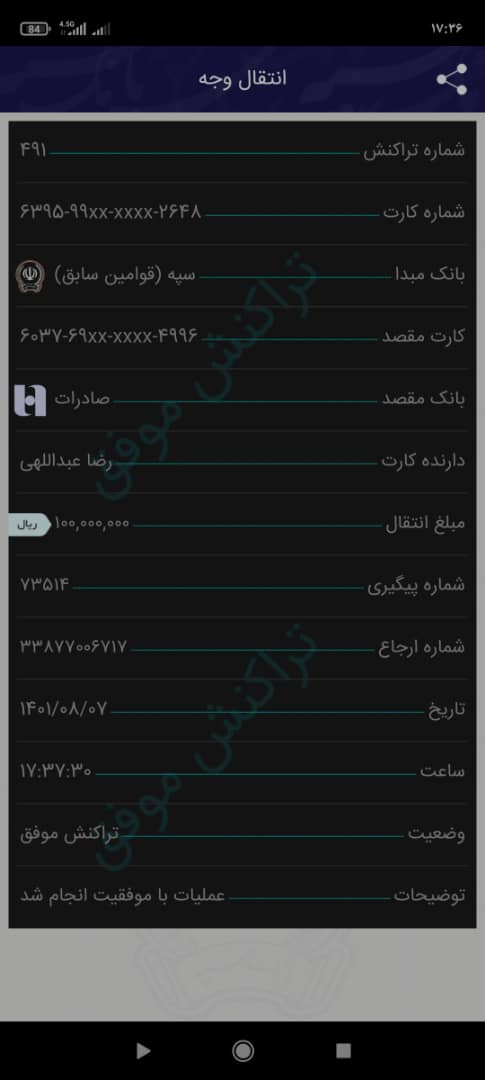 84 4.5G ۱۷:۳۶
انتقال وجه
شماره تراکنش ۴۹۱
شماره کارت ۶۳۹۵-۹۹xx-xxxx-۲۶۴۸
بانک مبدا سپه (قوامین سابق)
کارت مقصد ۶۰۳۷-۶۹xx-xxxx-۴۹۹۶
بانک مقصد صادرات
دارنده کارت رضا عبداللهی
مبلغ انتقال ۱۰۰,۰۰۰,۰۰۰ ریال
شماره پیگیری ۷۳۵۱۴
شماره ارجاع ۳۳۸۷۷۰۰۶۷۱۷
تاریخ ۱۴۰۱/۰۸/۰۷
ساعت ۱۷:۳۷:۳۰
وضعیت تراکنش موفق
توضیحات عملیات با موفقیت انجام شد
تراکنش موفق
تراکنش موفق